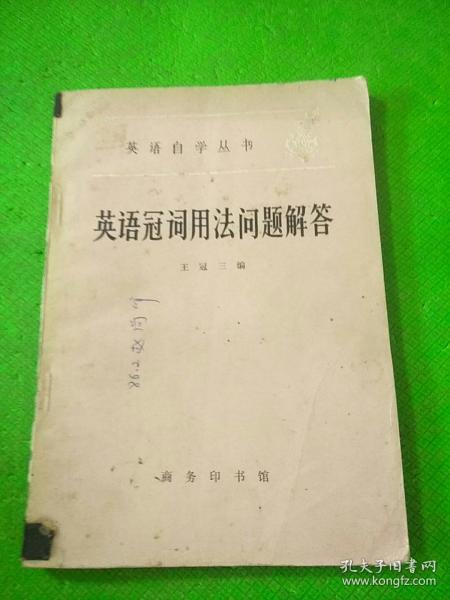 英语自学丛书
英语冠词用法问题解答
王冠三编
商务印书馆
孔夫子旧书网
www.kongfz.com